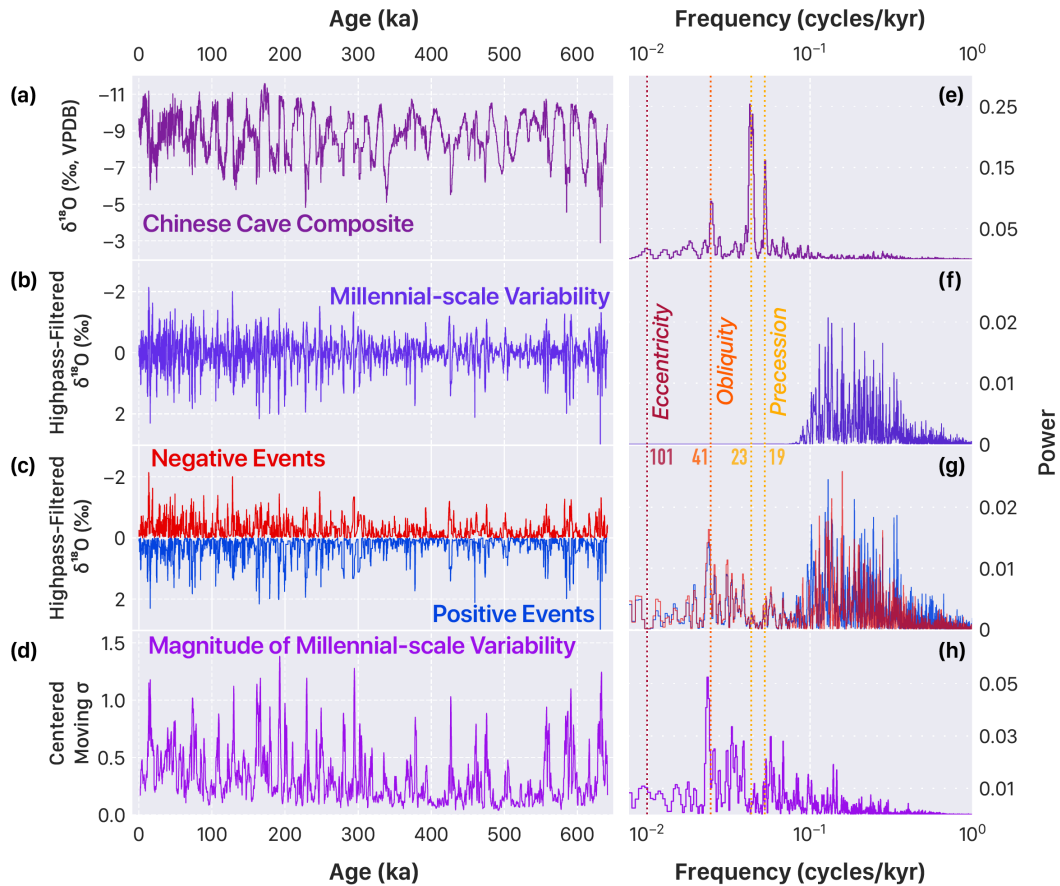 Age (ka)
Frequency (cycles/kyr)
0 100 200 300 400 500 600
10⁻² 10⁻¹ 10⁰
(a)
−11
−9
−7
−5
−3
δ¹⁸O (‰, VPDB)
Chinese Cave Composite
(e)
0.25
0.15
0.05
(b)
−2
0
2
Highpass-Filtered
δ¹⁸O (‰)
Millennial-scale Variability
(f)
0.02
0.01
0
Eccentricity
Obliquity
Precession
Power
(c)
−2
0
2
Highpass-Filtered
δ¹⁸O (‰)
Negative Events
Positive Events
101 41 23 19
(g)
0.02
0.01
0
(d)
1.5
1.0
0.5
0.0
Centered
Moving σ
Magnitude of Millennial-scale Variability
(h)
0.05
0.03
0.01
0 100 200 300 400 500 600
10⁻² 10⁻¹ 10⁰
Age (ka)
Frequency (cycles/kyr)